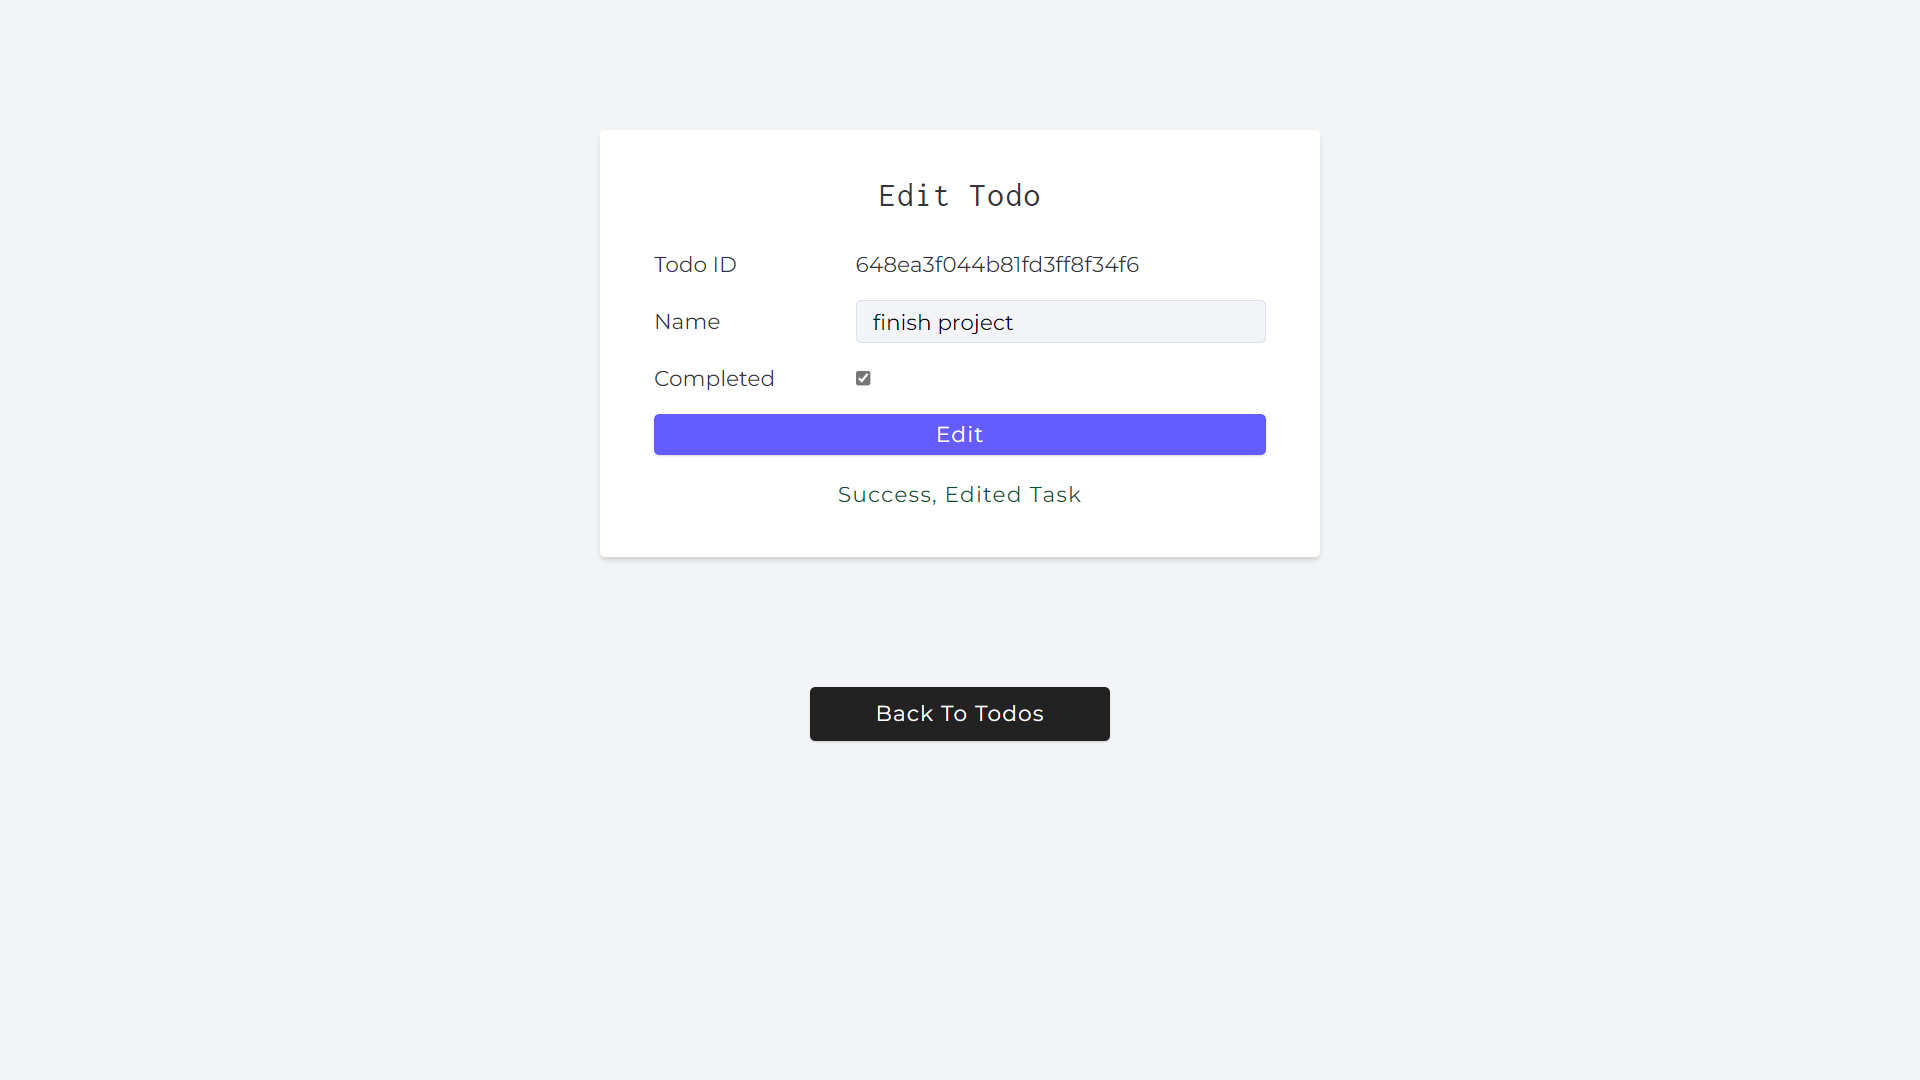 Edit Todo
Todo ID 648ea3f044b81fd3ff8f34f6
Name finish project
Completed
Edit
Success, Edited Task
Back To Todos